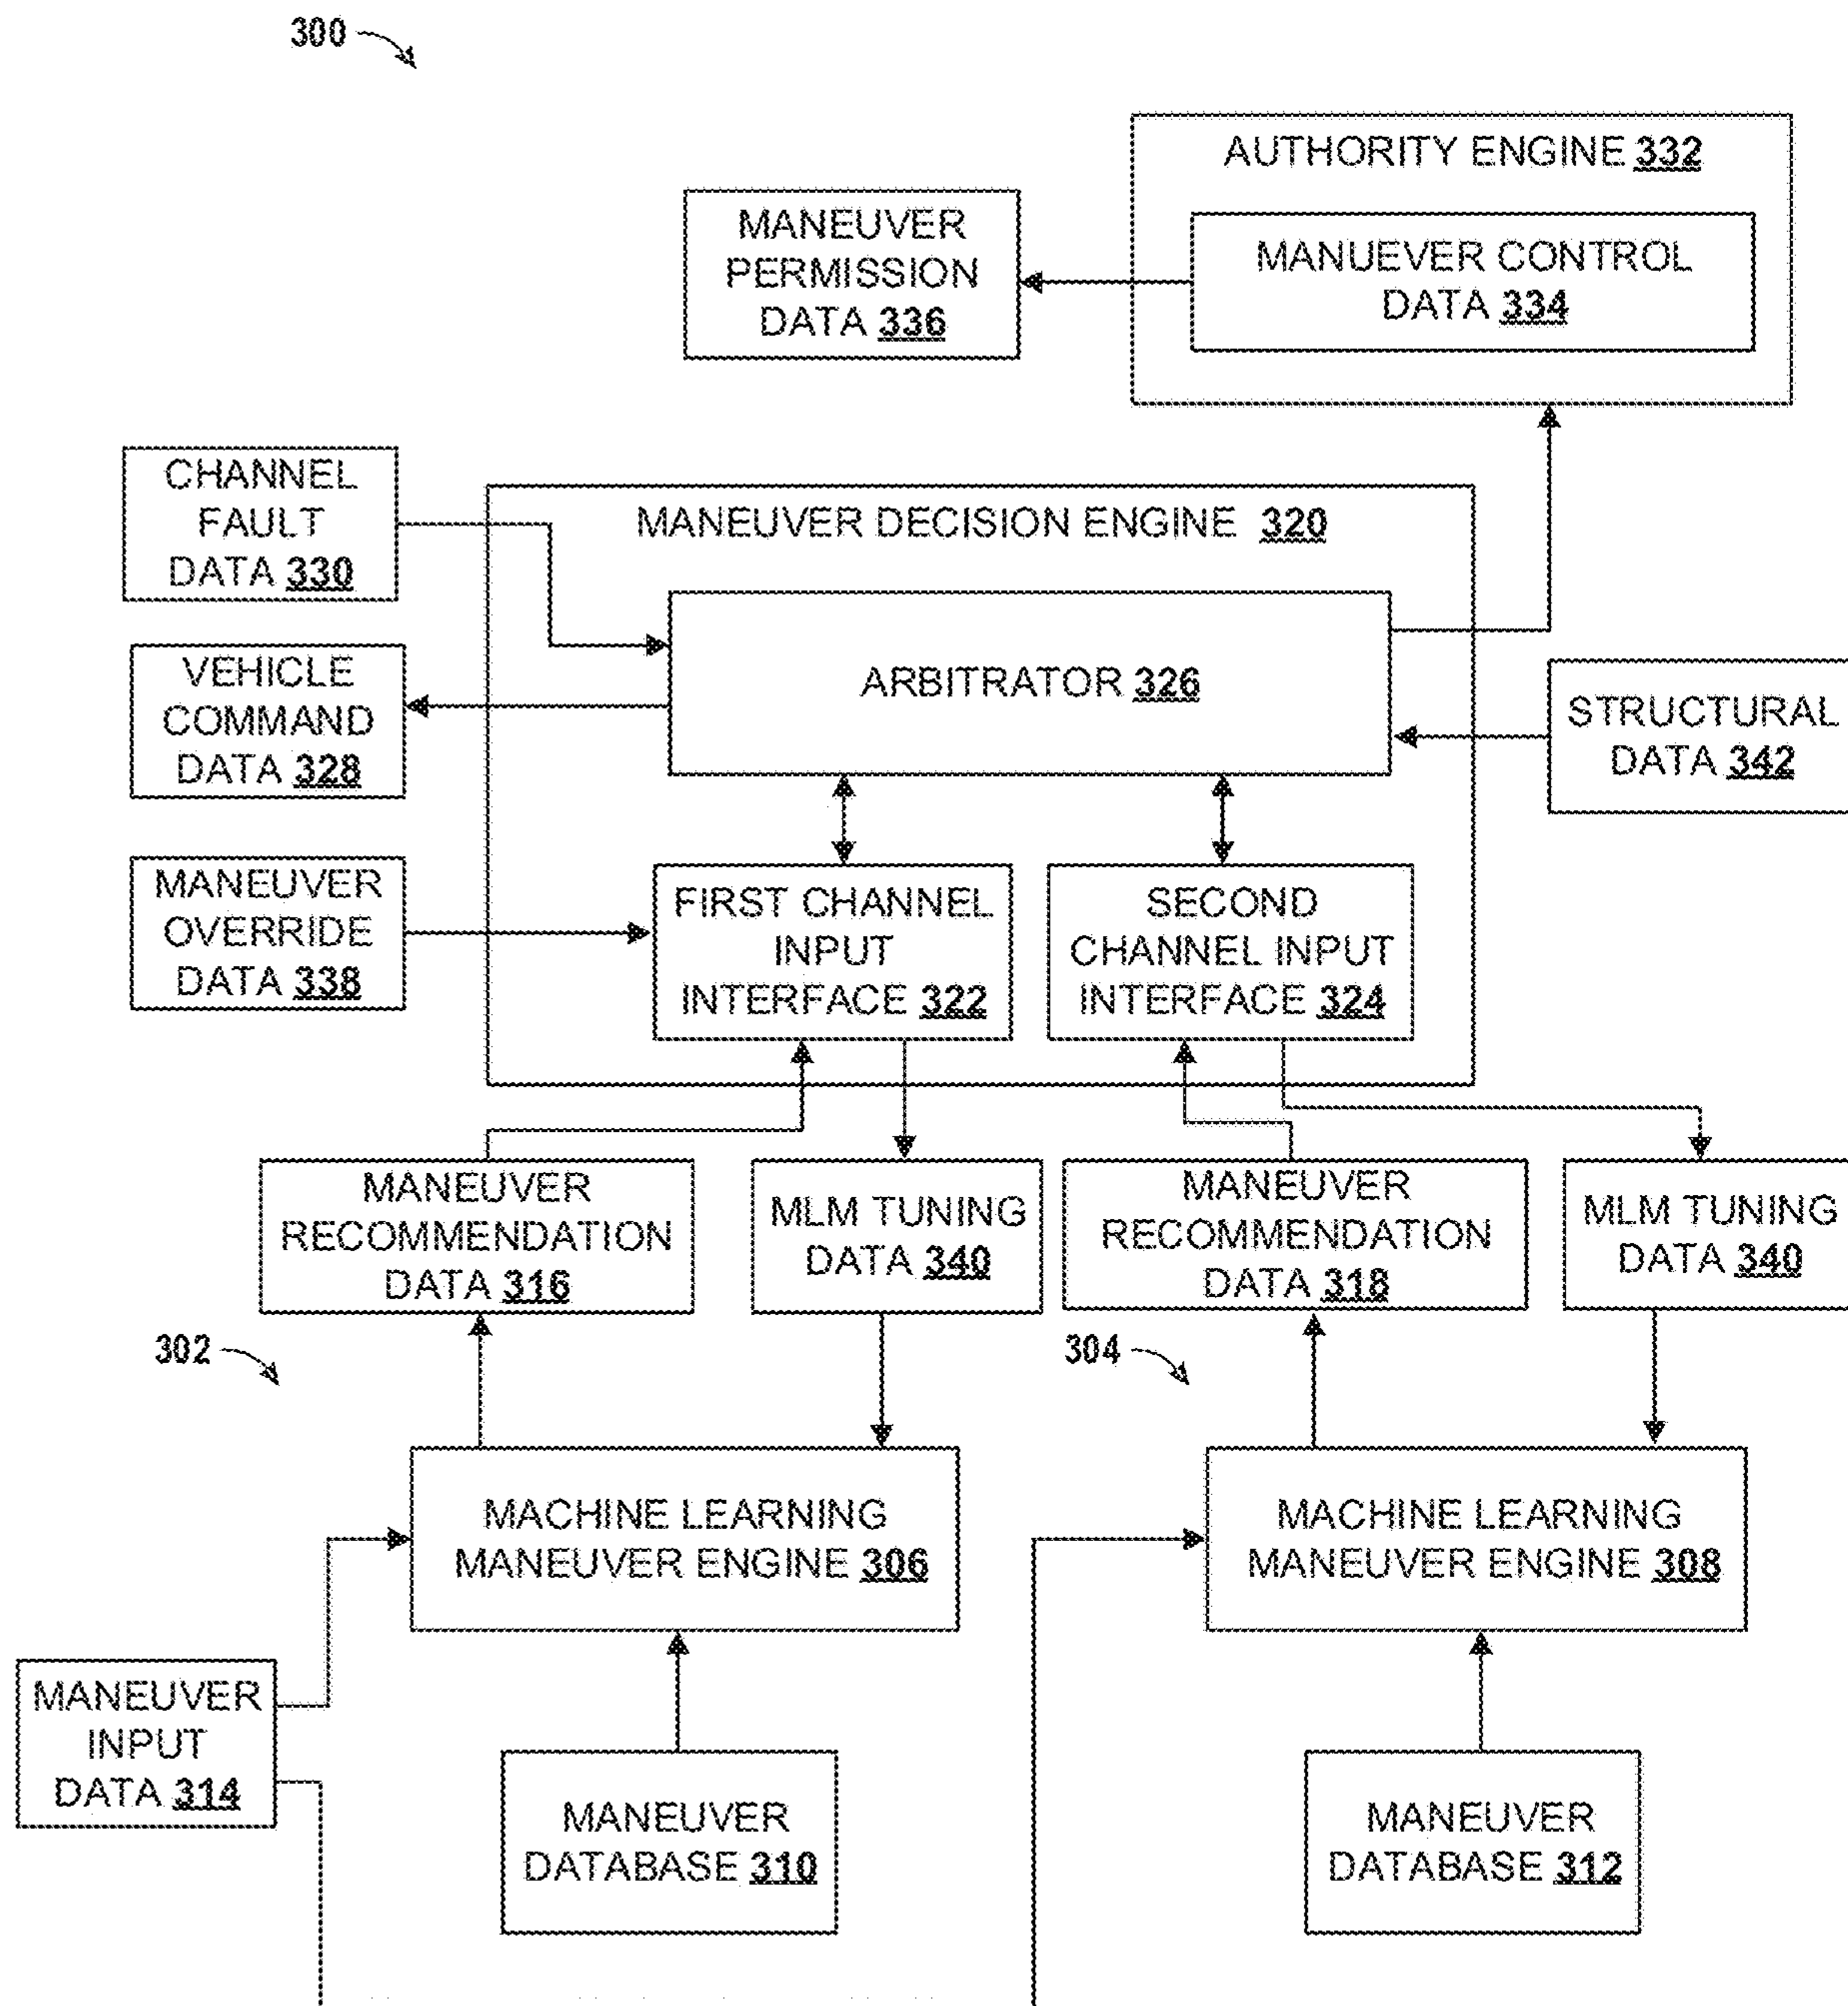 300
AUTHORITY ENGINE 332
MANUEVER CONTROL
DATA 334
MANEUVER
PERMISSION
DATA 336
CHANNEL
FAULT
DATA 330
MANEUVER DECISION ENGINE 320
ARBITRATOR 326
VEHICLE
COMMAND
DATA 328
STRUCTURAL
DATA 342
MANEUVER
OVERRIDE
DATA 338
FIRST CHANNEL
INPUT
INTERFACE 322
SECOND
CHANNEL INPUT
INTERFACE 324
MANEUVER
RECOMMENDATION
DATA 316
MLM TUNING
DATA 340
MANEUVER
RECOMMENDATION
DATA 318
MLM TUNING
DATA 340
302
304
MACHINE LEARNING
MANEUVER ENGINE 306
MACHINE LEARNING
MANEUVER ENGINE 308
MANEUVER
INPUT
DATA 314
MANEUVER
DATABASE 310
MANEUVER
DATABASE 312